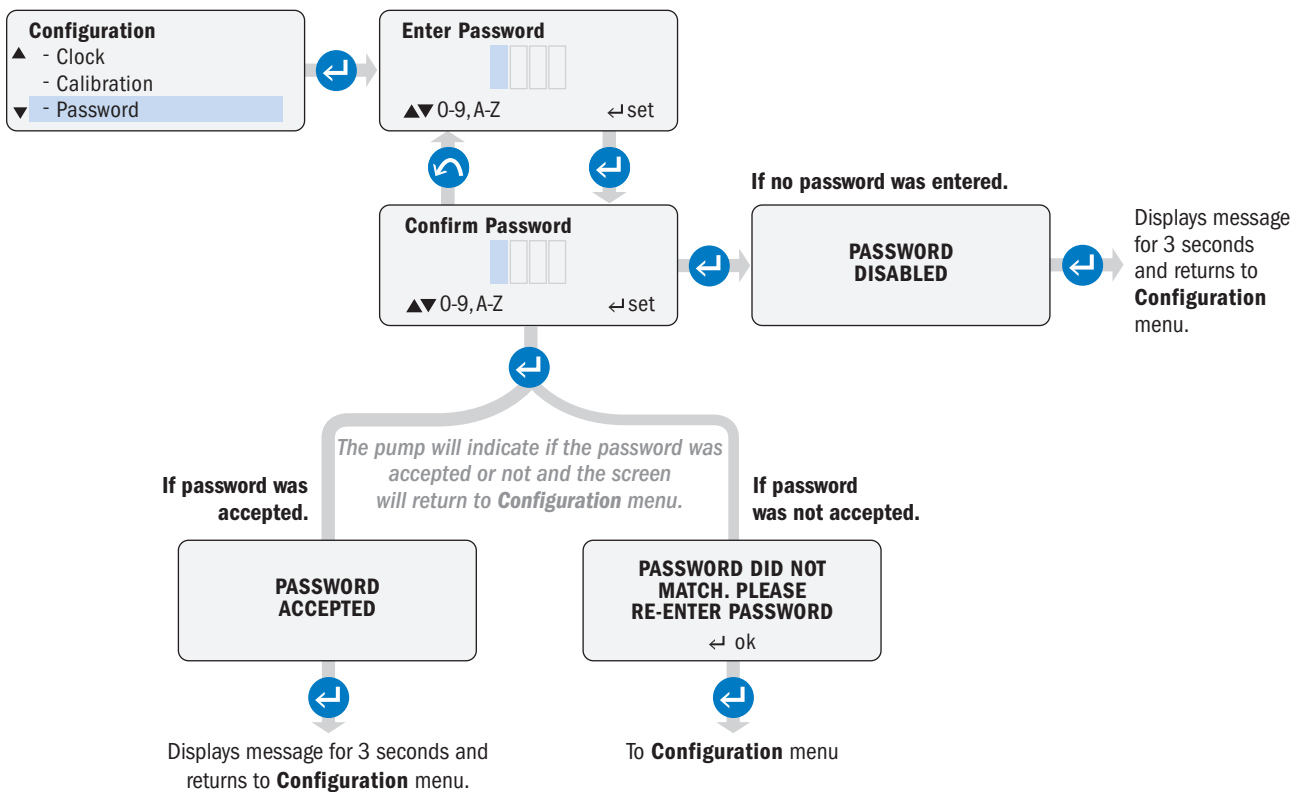 Configuration
- Clock
- Calibration
- Password
Enter Password
▲▼ 0-9, A-Z ↵ set
Confirm Password
▲▼ 0-9, A-Z ↵ set
If no password was entered.
PASSWORD
DISABLED
Displays message
for 3 seconds
and returns to
Configuration
menu.
The pump will indicate if the password was
accepted or not and the screen
will return to Configuration menu.
If password was
accepted.
PASSWORD
ACCEPTED
Displays message for 3 seconds and
returns to Configuration menu.
If password
was not accepted.
PASSWORD DID NOT
MATCH. PLEASE
RE-ENTER PASSWORD
↵ ok
To Configuration menu